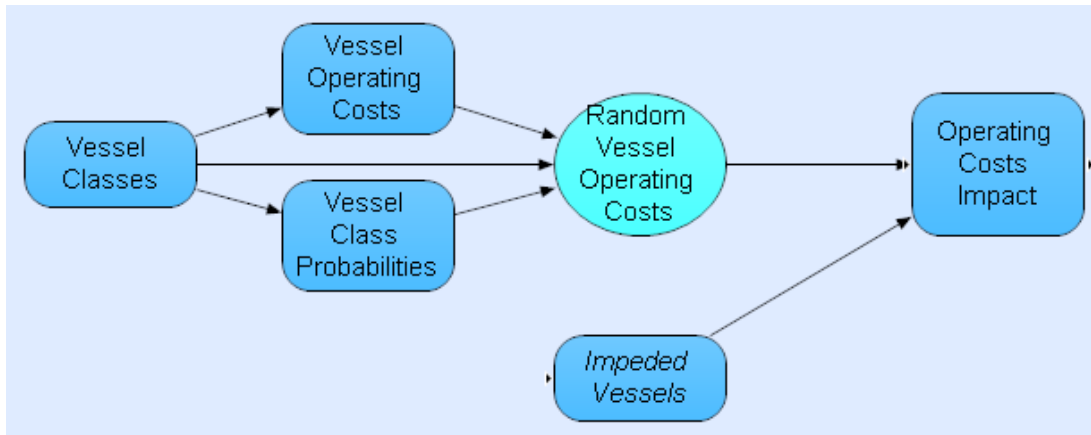 Vessel
Classes
Vessel
Operating
Costs
Vessel
Class
Probabilities
Random
Vessel
Operating
Costs
Operating
Costs
Impact
Impeded
Vessels